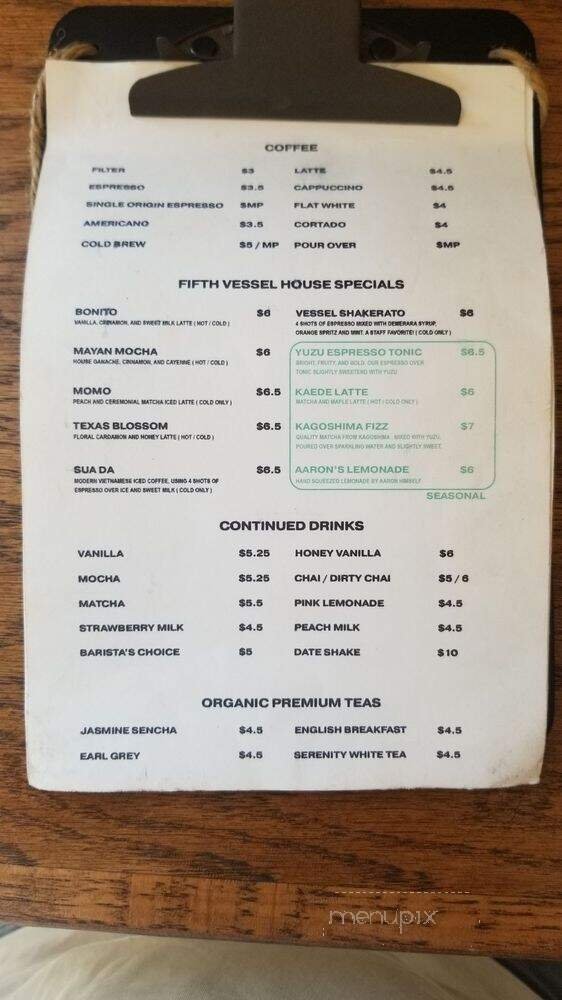 COFFEE
FILTER $3 LATTE $4.5
ESPRESSO $3.5 CAPPUCCINO $4.5
SINGLE ORIGIN ESPRESSO $MP FLAT WHITE $4
AMERICANO $3.5 CORTADO $4
COLD BREW $5 / MP POUR OVER $MP
FIFTH VESSEL HOUSE SPECIALS
BONITO $6
VANILLA, CINNAMON, AND SWEET MILK LATTE ( HOT / COLD )
MAYAN MOCHA $6
HOUSE GANACHE, CINNAMON, AND CAYENNE ( HOT / COLD )
MOMO $6.5
PEACH AND CEREMONIAL MATCHA ICED LATTE ( COLD ONLY )
TEXAS BLOSSOM $6.5
FLORAL CARDAMON AND HONEY LATTE ( HOT / COLD )
SUA DA $6.5
MODERN VIETNAMESE ICED COFFEE, USING 4 SHOTS OF
ESPRESSO OVER ICE AND SWEET MILK ( COLD ONLY )
VESSEL SHAKERATO $6
4 SHOTS OF ESPRESSO MIXED WITH DEMERARA SYRUP,
ORANGE SPRITZ AND MINT. A STAFF FAVORITE! ( COLD ONLY )
YUZU ESPRESSO TONIC $6.5
BRIGHT, FRUITY, AND BOLD. OUR ESPRESSO OVER
TONIC SLIGHTLY SWEETEND WITH YUZU
KAEDE LATTE $6
MATCHA AND MAPLE LATTE ( HOT / COLD ONLY )
KAGOSHIMA FIZZ $7
QUALITY MATCHA FROM KAGOSHIMA . MIXED WITH YUZU,
POURED OVER SPARKLING WATER AND SLIGHTLY SWEET.
AARON'S LEMONADE $6
HAND SQUEEZED LEMONADE BY AARON HIMSELF
SEASONAL
CONTINUED DRINKS
VANILLA $5.25 HONEY VANILLA $6
MOCHA $5.25 CHAI / DIRTY CHAI $5 / 6
MATCHA $5.5 PINK LEMONADE $4.5
STRAWBERRY MILK $4.5 PEACH MILK $4.5
BARISTA'S CHOICE $5 DATE SHAKE $10
ORGANIC PREMIUM TEAS
JASMINE SENCHA $4.5 ENGLISH BREAKFAST $4.5
EARL GREY $4.5 SERENITY WHITE TEA $4.5
menupix